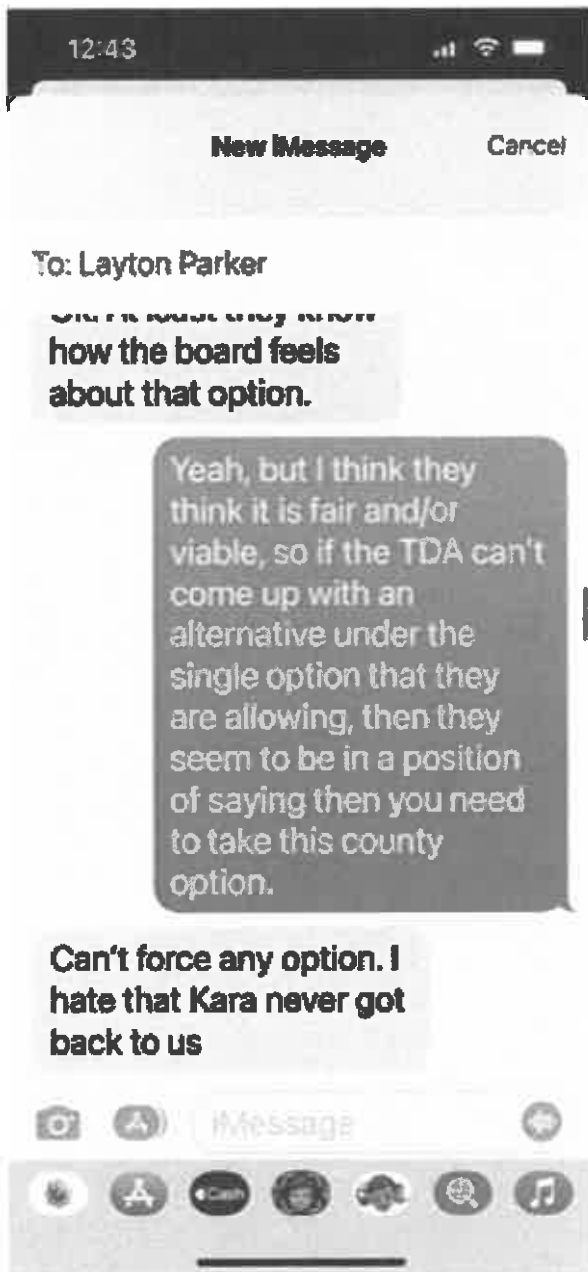 12:43
New iMessage
Cancel
To: Layton Parker
they know
how the board feels
about that option.
Yeah, but I think they
think it is fair and/or
viable, so if the TDA can't
come up with an
alternative under the
single option that they
are allowing, then they
seem to be in a position
of saying then you need
to take this county
option.
Can't force any option. I
hate that Kara never got
back to us
iMessage
Cash